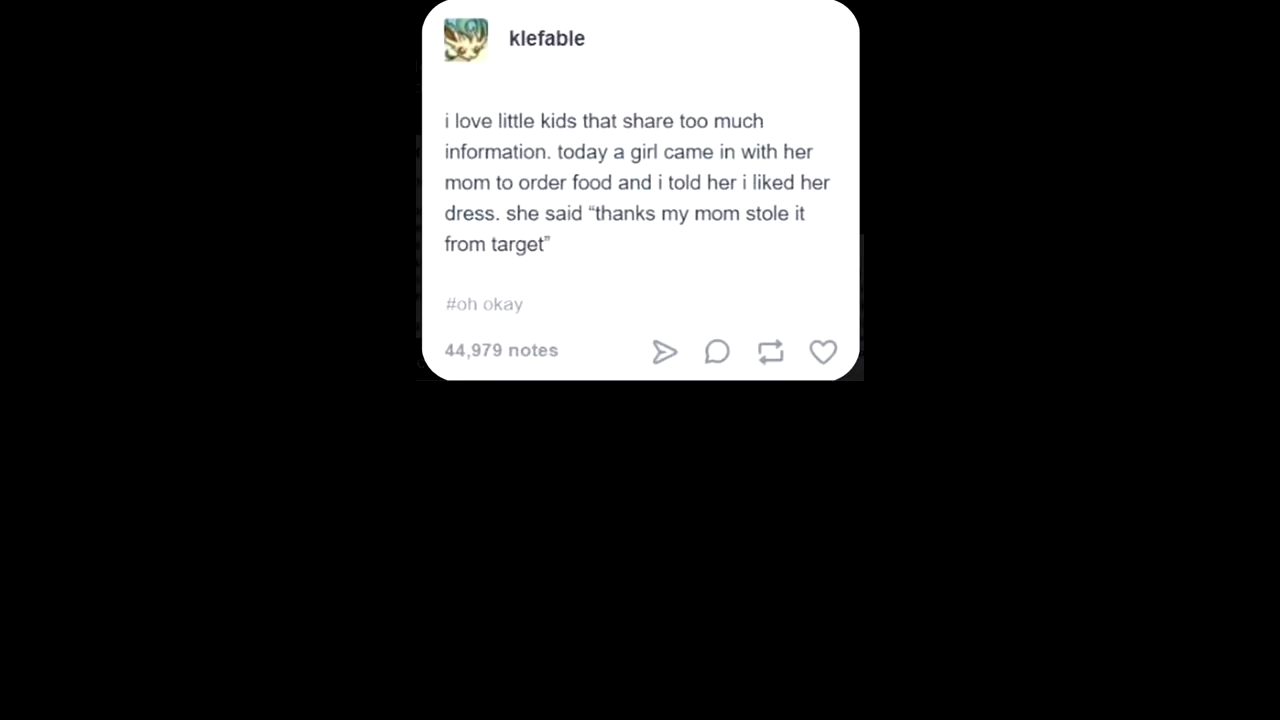 klefable
i love little kids that share too much
information. today a girl came in with her
mom to order food and i told her i liked her
dress. she said “thanks my mom stole it
from target”
#oh okay
44,979 notes